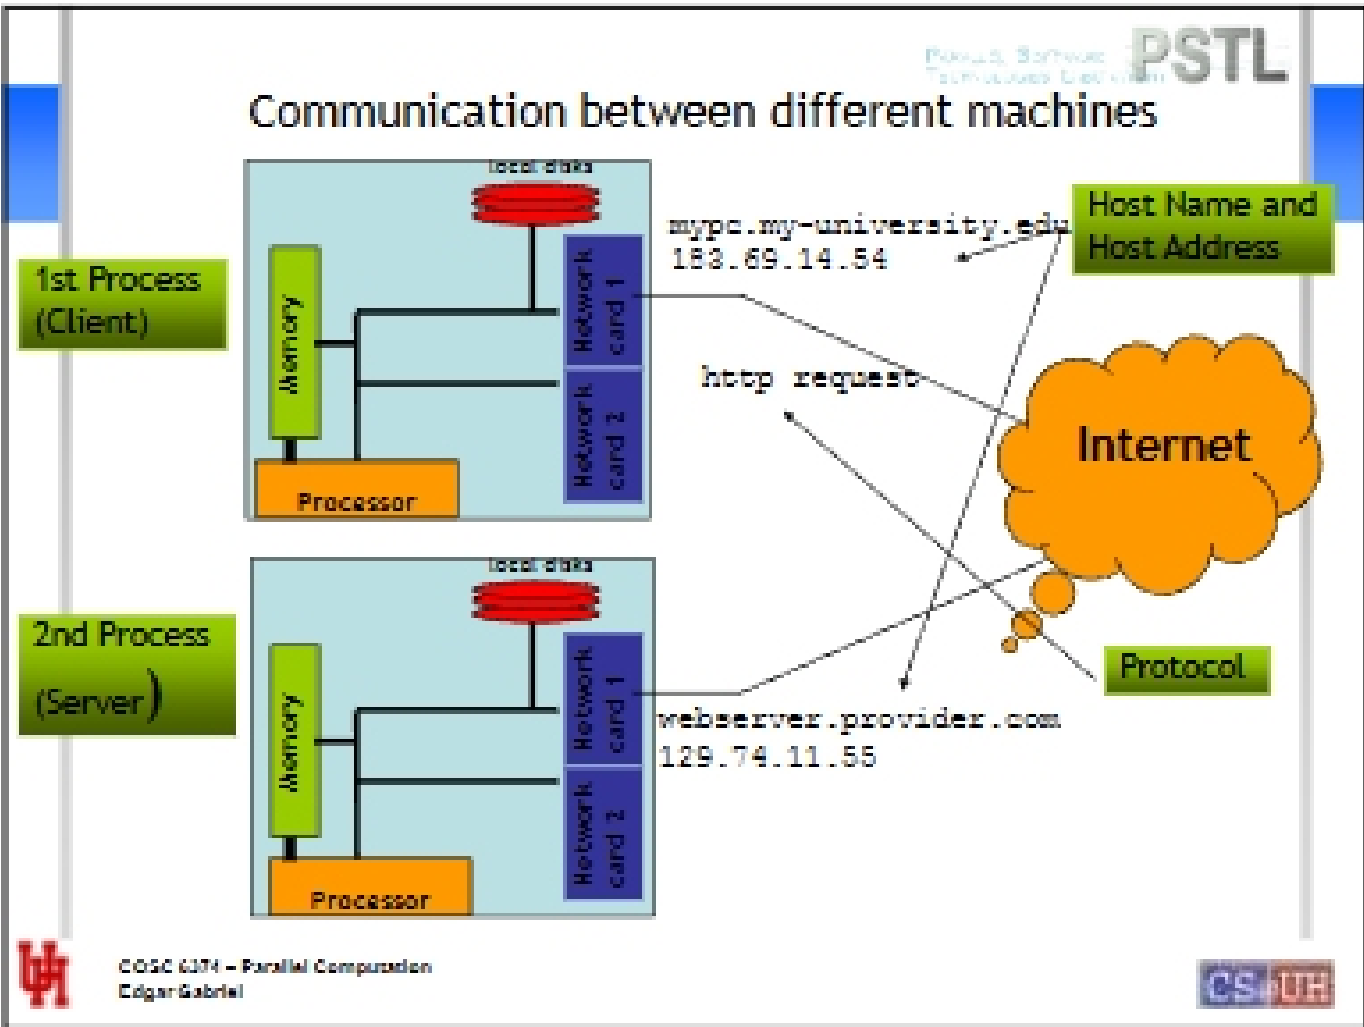 PSTL
Communication between different machines
local disks
mypc.my-university.edu
183.69.14.54
Host Name and
Host Address
1st Process
(Client)
Memory
Network
card 1
http request
Network
card 2
Internet
Processor
local disks
2nd Process
(Server)
Memory
Network
card 1
Protocol
webserver.provider.com
129.74.11.55
Network
card 2
Processor
COSC 6374 – Parallel Computation
Edgar Gabriel
UH
CS UH